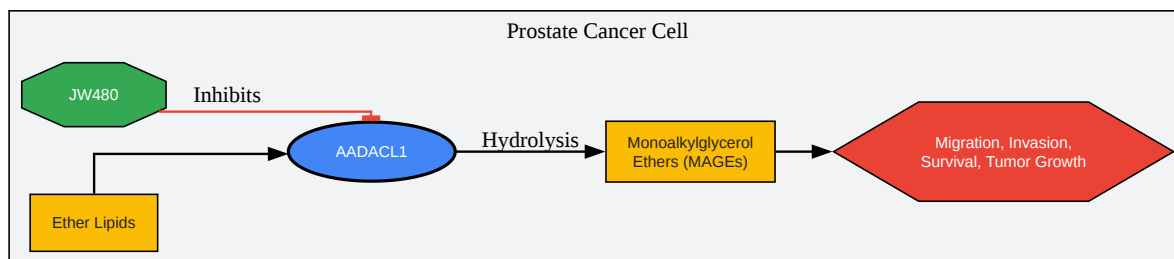 Prostate Cancer Cell
JW480
Inhibits
AADACL1
Hydrolysis
Monoalkylglycerol
Ethers (MAGEs)
Migration, Invasion,
Survival, Tumor Growth
Ether Lipids